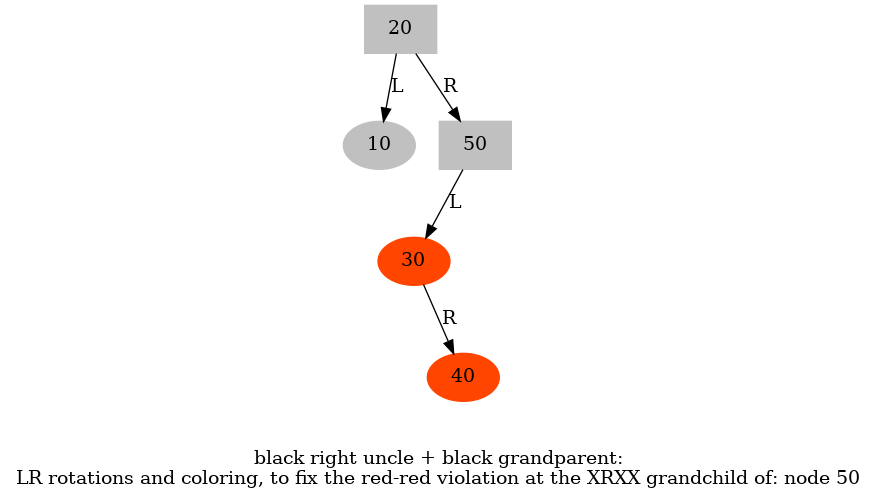 20
L
R
10
50
L
30
R
40
black right uncle + black grandparent:
LR rotations and coloring, to fix the red-red violation at the XRXX grandchild of: node 50